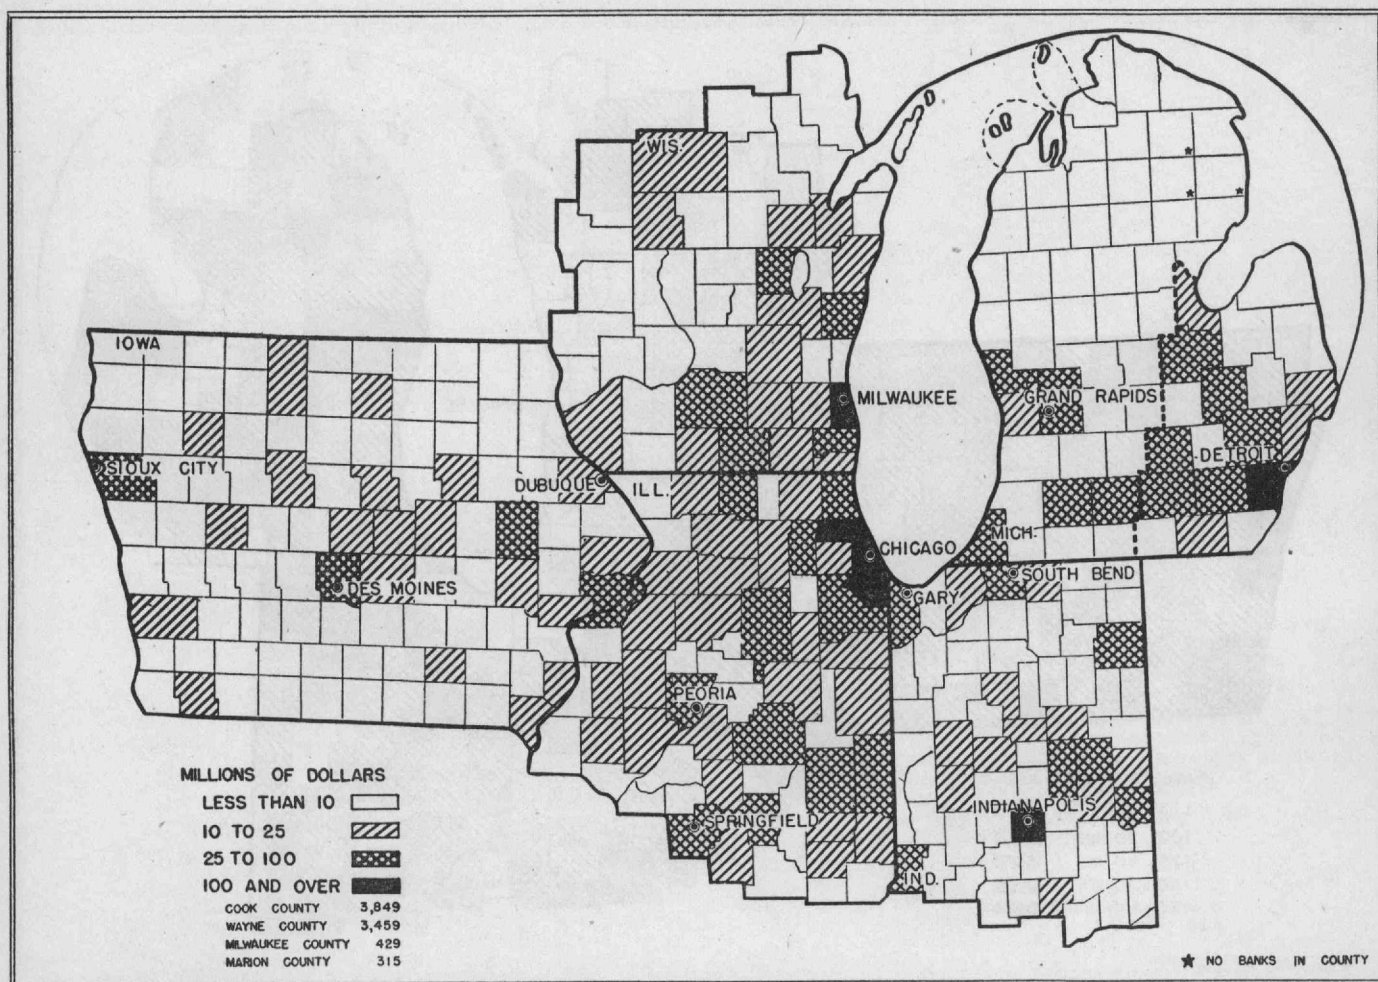 WIS.
IOWA
MILWAUKEE
GRAND RAPIDS
SIOUX CITY
DETROIT
DUBUQUE
ILL.
MICH.
CHICAGO
SOUTH BEND
DES MOINES
GARY
PEORIA
INDIANAPOLIS
SPRINGFIELD
IND.
MILLIONS OF DOLLARS
LESS THAN 10
10 TO 25
25 TO 100
100 AND OVER
COOK COUNTY 3,849
WAYNE COUNTY 3,459
MILWAUKEE COUNTY 429
MARION COUNTY 315
★ NO BANKS IN COUNTY